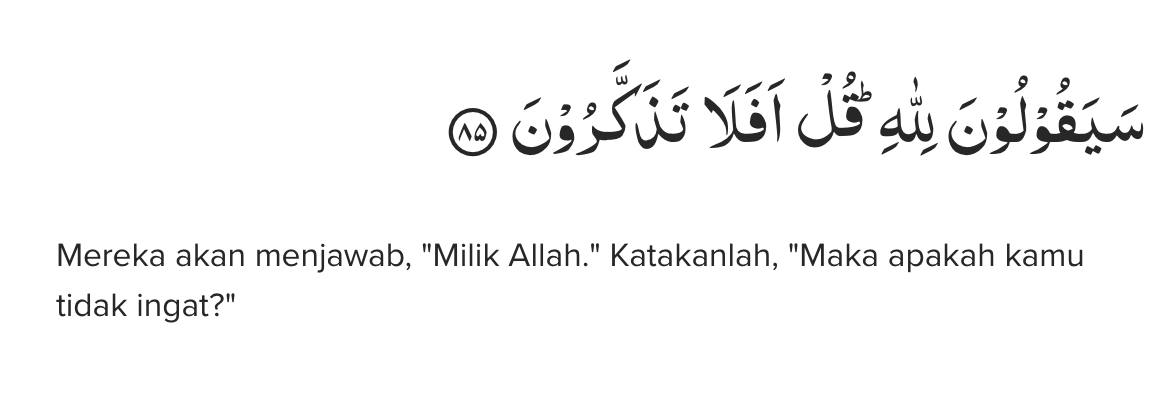 سَيَقُوْلُوْنَ لِلّٰهِ ۗقُلْ اَفَلَا تَذَكَّرُوْنَ ۝٨٥
Mereka akan menjawab, "Milik Allah." Katakanlah, "Maka apakah kamu
tidak ingat?"